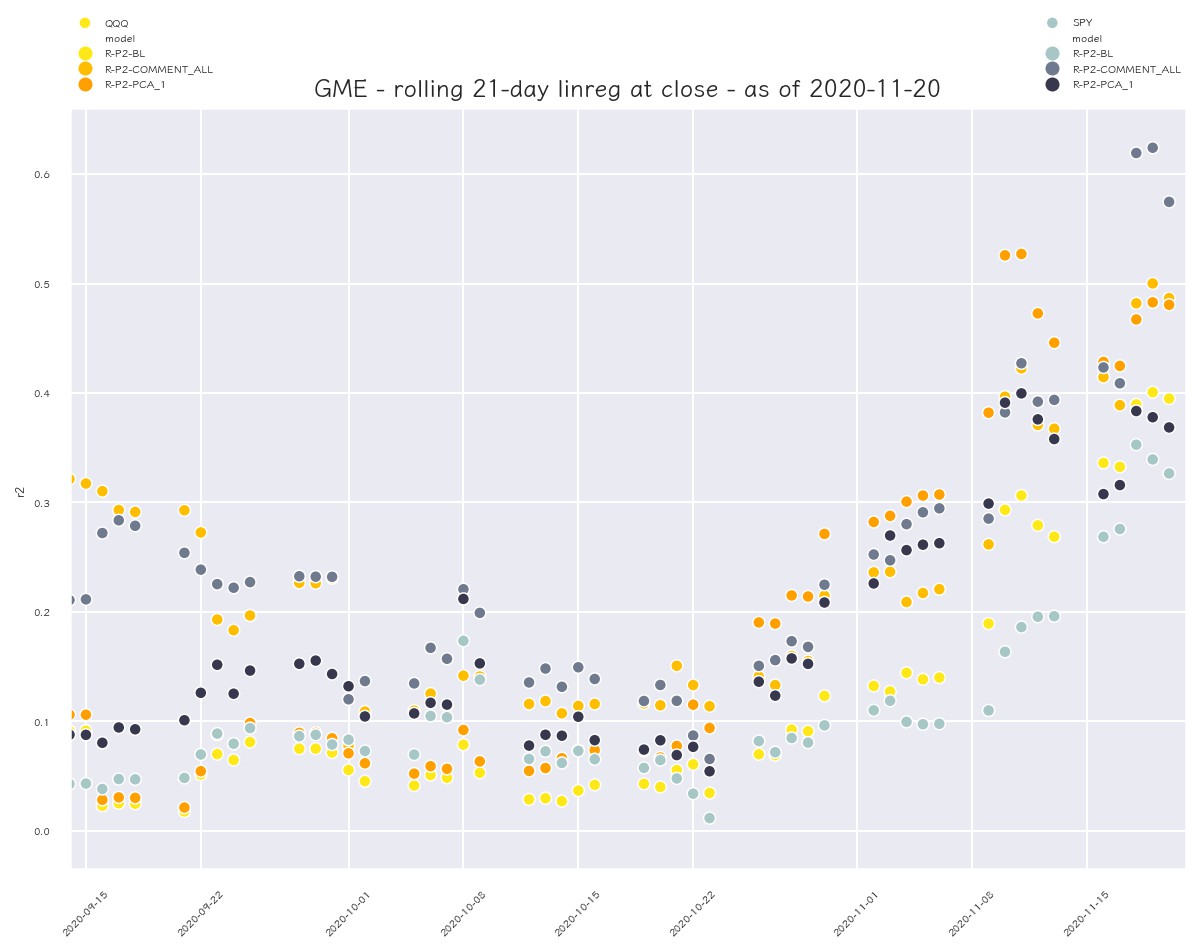 QQQ
model
R-P2-BL
R-P2-COMMENT_ALL
R-P2-PCA_1
SPY
model
R-P2-BL
R-P2-COMMENT_ALL
R-P2-PCA_1
GME - rolling 21-day linreg at close - as of 2020-11-20
0.6
0.5
0.4
0.3
0.2
0.1
0.0
r2
2020-09-15
2020-09-22
2020-10-01
2020-10-08
2020-10-15
2020-10-22
2020-11-01
2020-11-08
2020-11-15